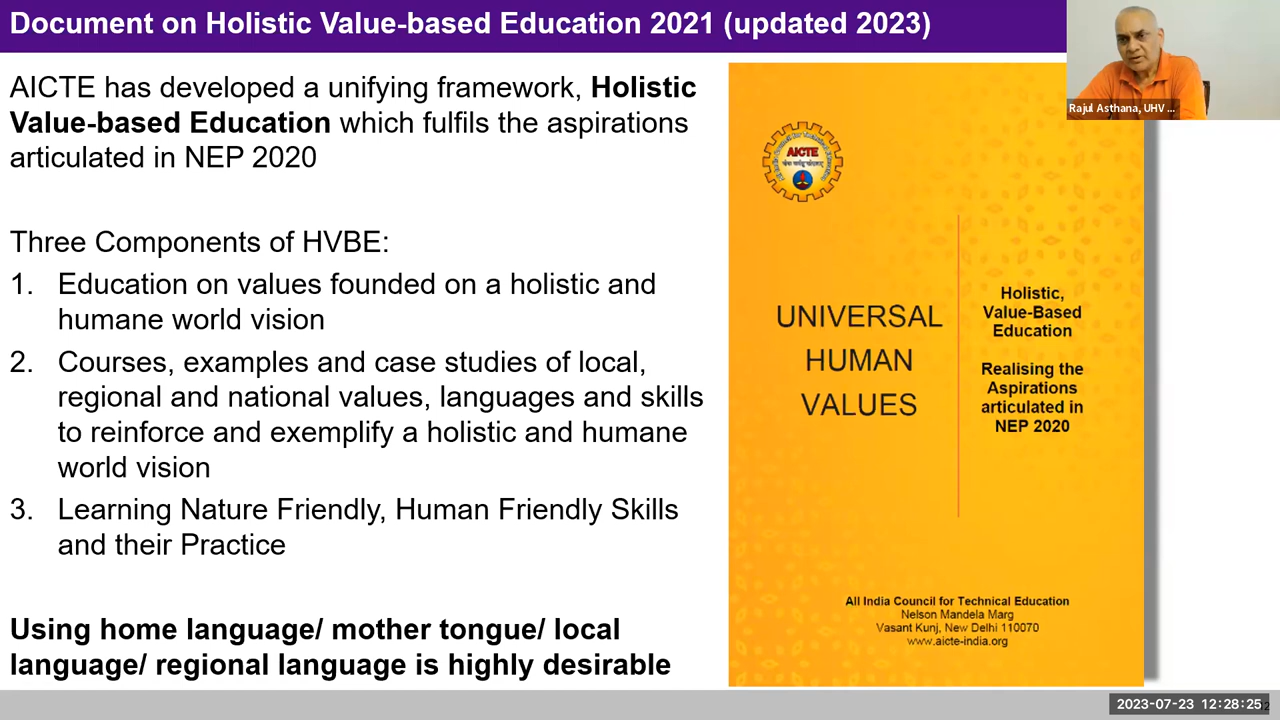 Document on Holistic Value-based Education 2021 (updated 2023)
Rajul Asthana, UHV ...
AICTE has developed a unifying framework, Holistic
Value-based Education which fulfils the aspirations
articulated in NEP 2020
Three Components of HVBE:
1. Education on values founded on a holistic and
humane world vision
2. Courses, examples and case studies of local,
regional and national values, languages and skills
to reinforce and exemplify a holistic and humane
world vision
3. Learning Nature Friendly, Human Friendly Skills
and their Practice
Using home language/ mother tongue/ local
language/ regional language is highly desirable
AICTE
UNIVERSAL
HUMAN
VALUES
Holistic,
Value-Based
Education
Realising the
Aspirations
articulated in
NEP 2020
All India Council for Technical Education
Nelson Mandela Marg
Vasant Kunj, New Delhi 110070
www.aicte-india.org
2023-07-23 12:28:25